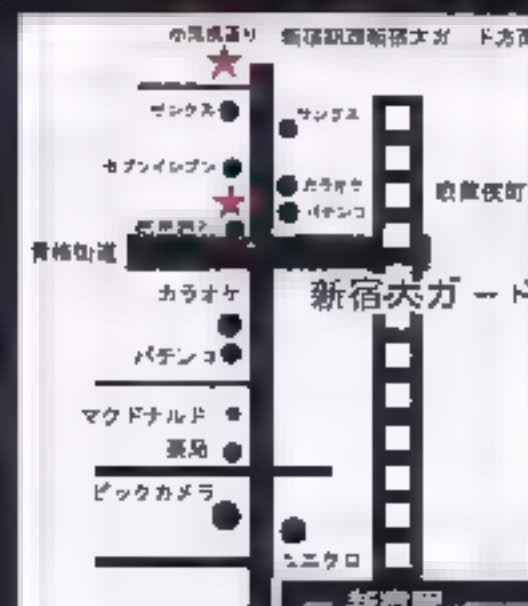 小滝橋通り
サンクス
サンクス
セブンイレブン
カラオケ
パチンコ
歌舞伎町
青梅街道
カラオケ
新宿大ガード
パチンコ
マクドナルド
薬局
ビックカメラ
ユニクロ
新宿駅